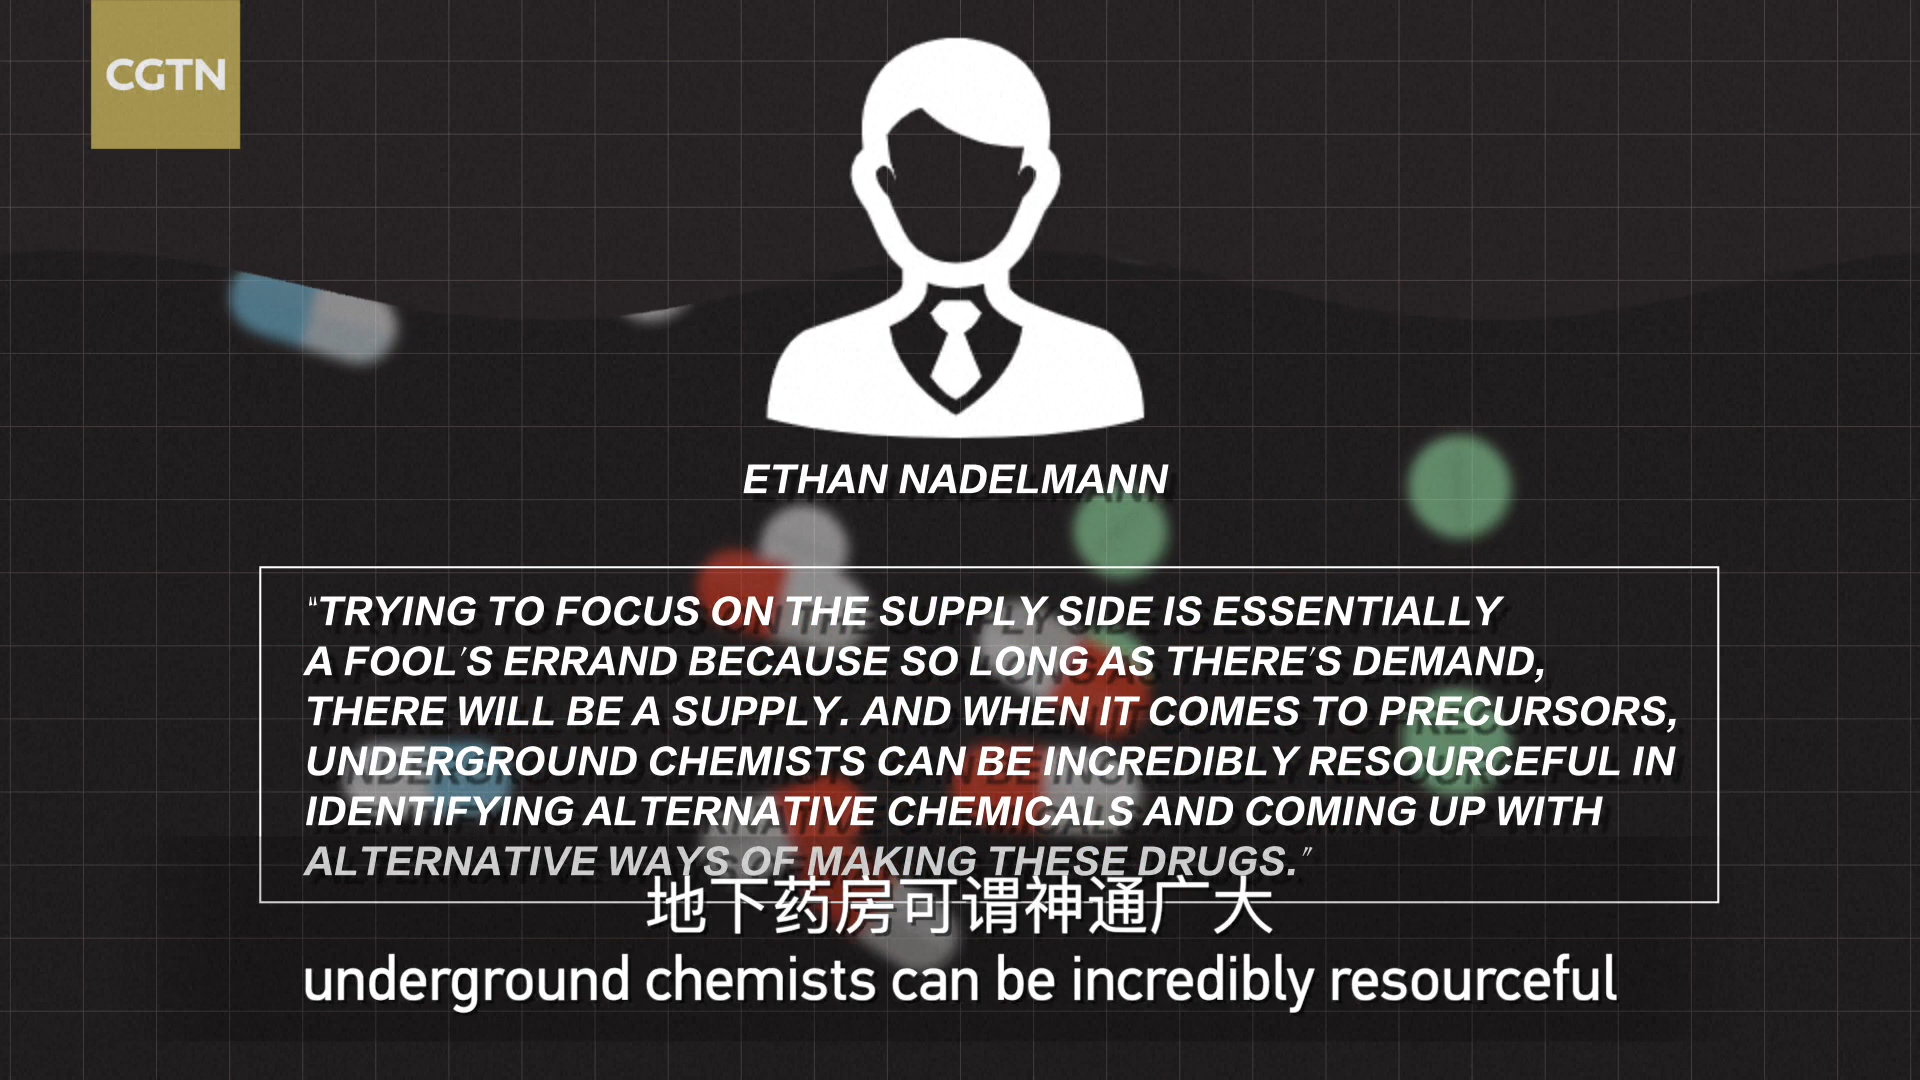 CGTN
ETHAN NADELMANN
"TRYING TO FOCUS ON THE SUPPLY SIDE IS ESSENTIALLY
A FOOL'S ERRAND BECAUSE SO LONG AS THERE'S DEMAND,
THERE WILL BE A SUPPLY. AND WHEN IT COMES TO PRECURSORS,
UNDERGROUND CHEMISTS CAN BE INCREDIBLY RESOURCEFUL IN
IDENTIFYING ALTERNATIVE CHEMICALS AND COMING UP WITH
ALTERNATIVE WAYS OF MAKING THESE DRUGS."
地下药房可谓神通广大
underground chemists can be incredibly resourceful